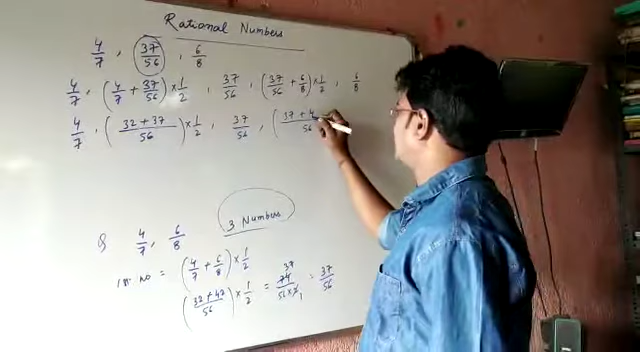 Rational Numbers
4/7 , 37/56 , 6/8
4/7 , (4/7 + 37/56) × 1/2 , 37/56 , (37/56 + 6/8) × 1/2 , 6/8
4/7 , (32 + 37/56) × 1/2 , 37/56 , (37 + 4/56
3 Numbers
Q 4/7 , 6/8
Ist no = (4/7 + 6/8) × 1/2
(32 + 42/56) × 1/2 = 74/56×2 37 1 = 37/56